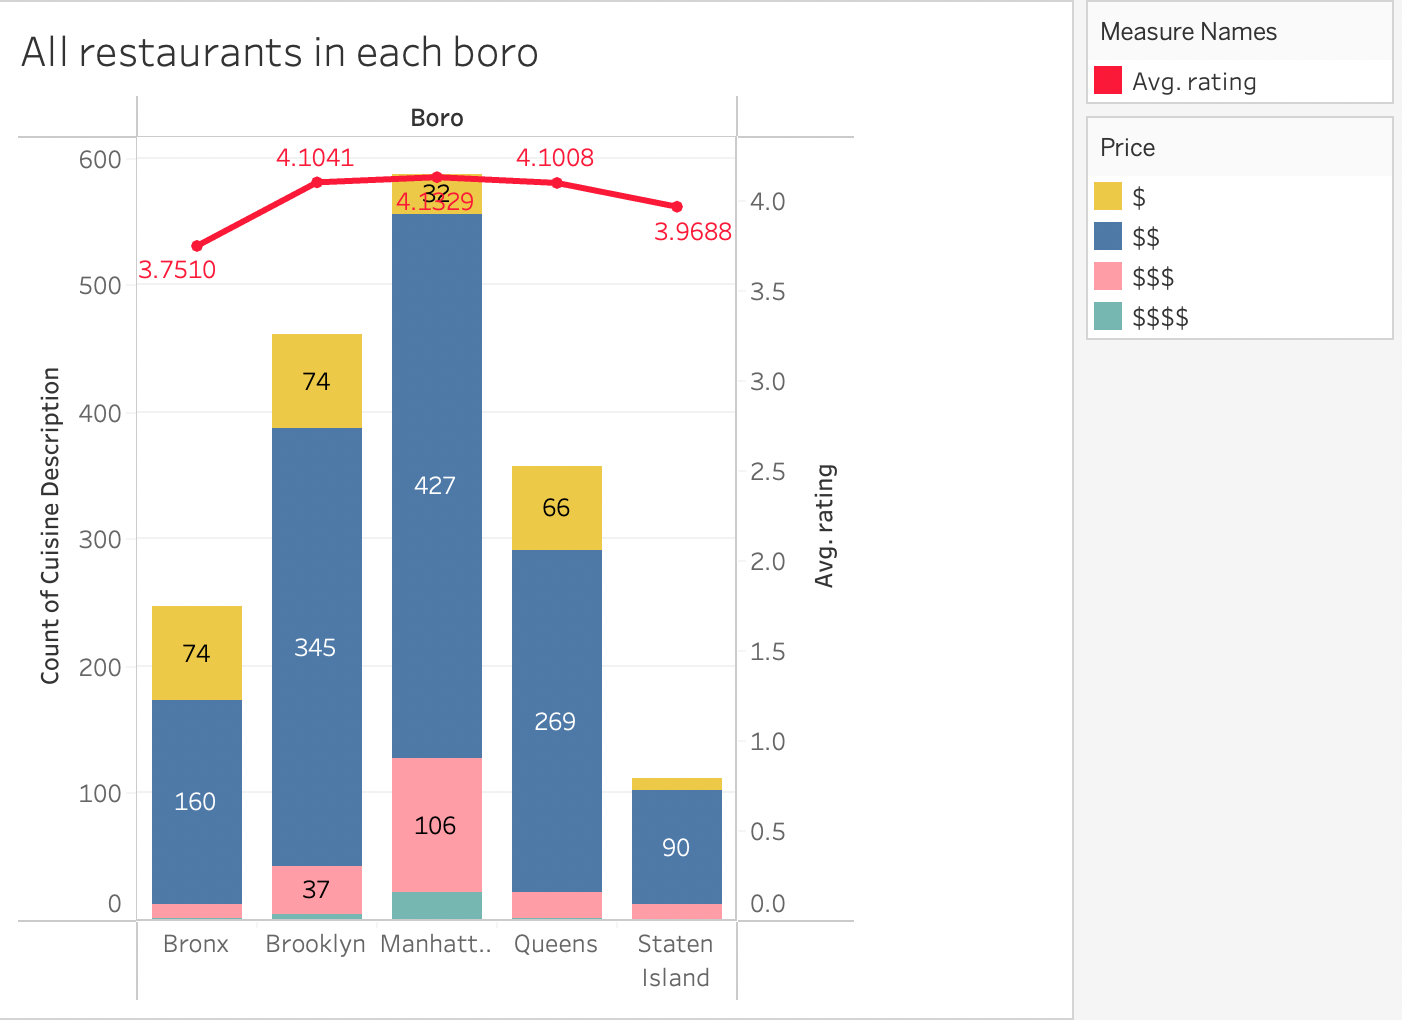 All restaurants in each boro
Boro
600
500
400
300
200
100
0
Count of Cuisine Description
3.7510
4.1041
4.1329
4.1008
3.9688
74
160
74
345
37
32
427
106
66
269
90
4.0
3.5
3.0
2.5
2.0
1.5
1.0
0.5
0.0
Avg. rating
Bronx
Brooklyn
Manhatt..
Queens
Staten
Island
Measure Names
Avg. rating
Price
$
$$
$$$
$$$$